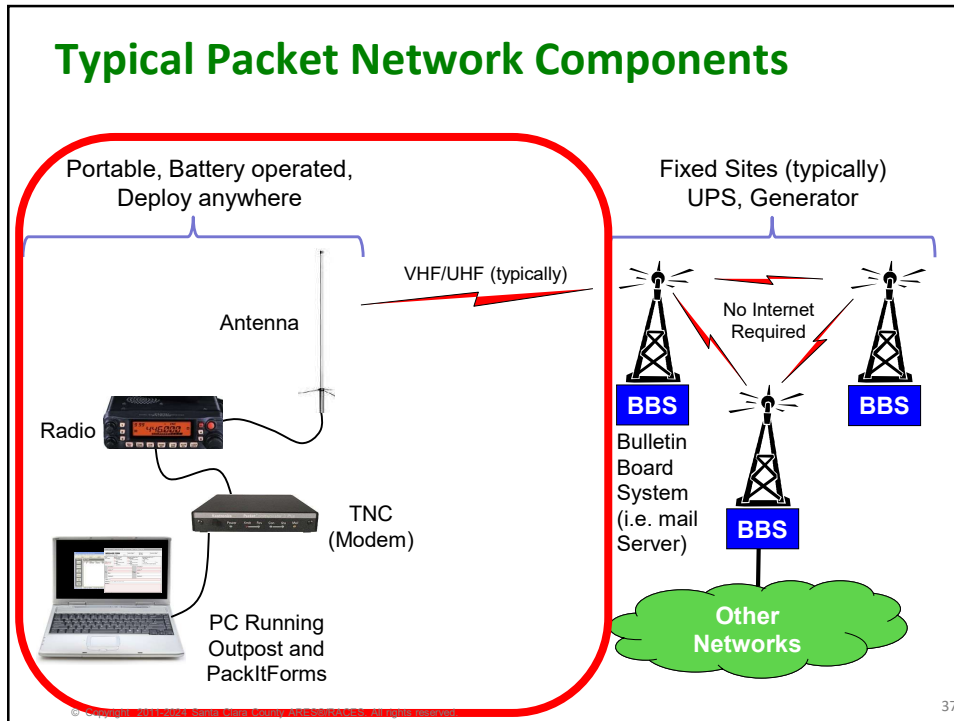 Typical Packet Network Components
Portable, Battery operated,
Deploy anywhere
Fixed Sites (typically)
UPS, Generator
VHF/UHF (typically)
Antenna
No Internet
Required
Radio
BBS
BBS
Bulletin
Board
System
(i.e. mail
Server)
BBS
TNC
(Modem)
PC Running
Outpost and
PackItForms
Other
Networks
© Copyright 2011-2024 Santa Clara County ARES®/RACES. All rights reserved.
37